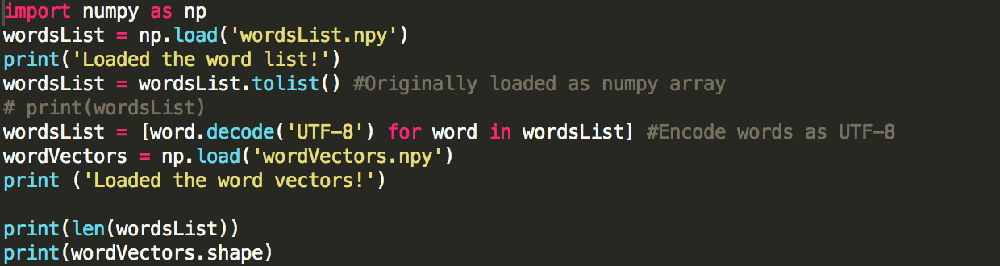 import numpy as np
wordsList = np.load('wordsList.npy')
print('Loaded the word list!')
wordsList = wordsList.tolist() #Originally loaded as numpy array
# print(wordsList)
wordsList = [word.decode('UTF-8') for word in wordsList] #Encode words as UTF-8
wordVectors = np.load('wordVectors.npy')
print ('Loaded the word vectors!')
print(len(wordsList))
print(wordVectors.shape)